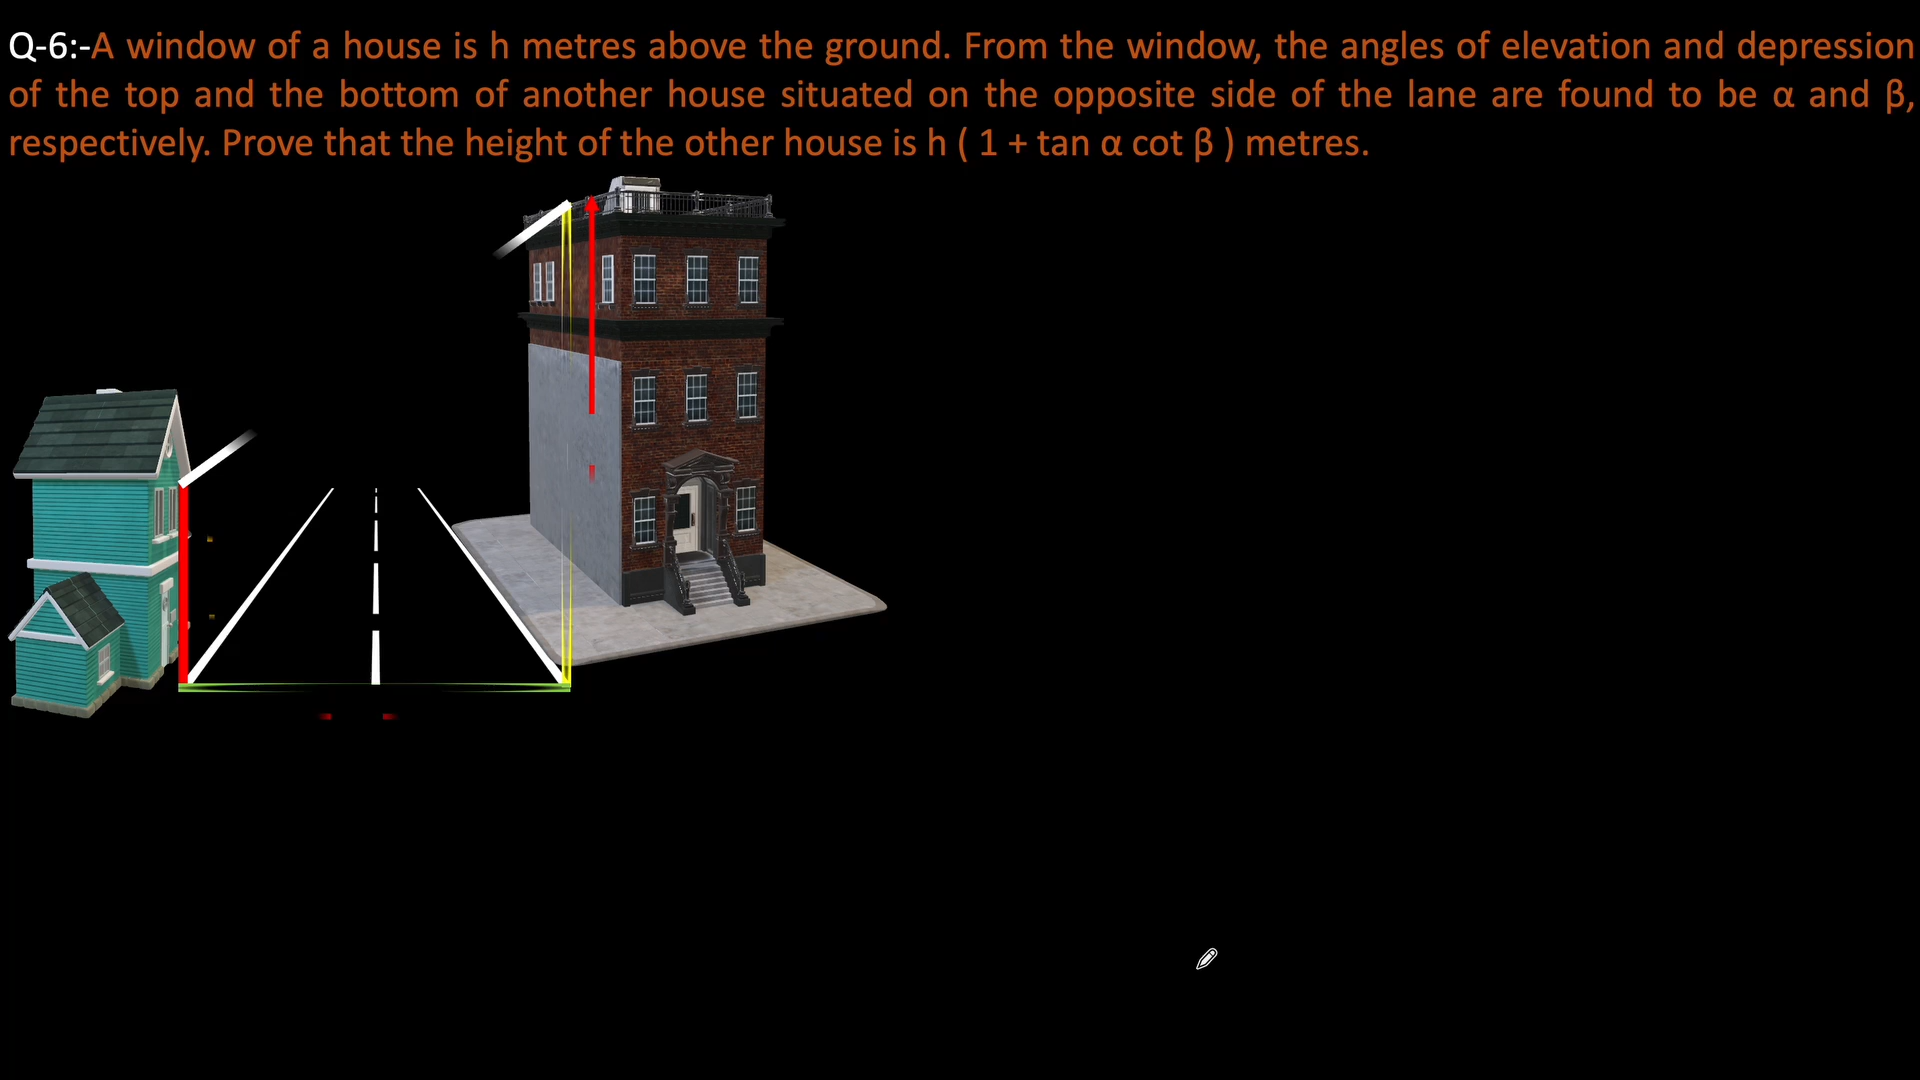 Q-6:-A window of a house is h metres above the ground. From the window, the angles of elevation and depression
of the top and the bottom of another house situated on the opposite side of the lane are found to be α and β,
respectively. Prove that the height of the other house is h ( 1 + tan α cot β ) metres.